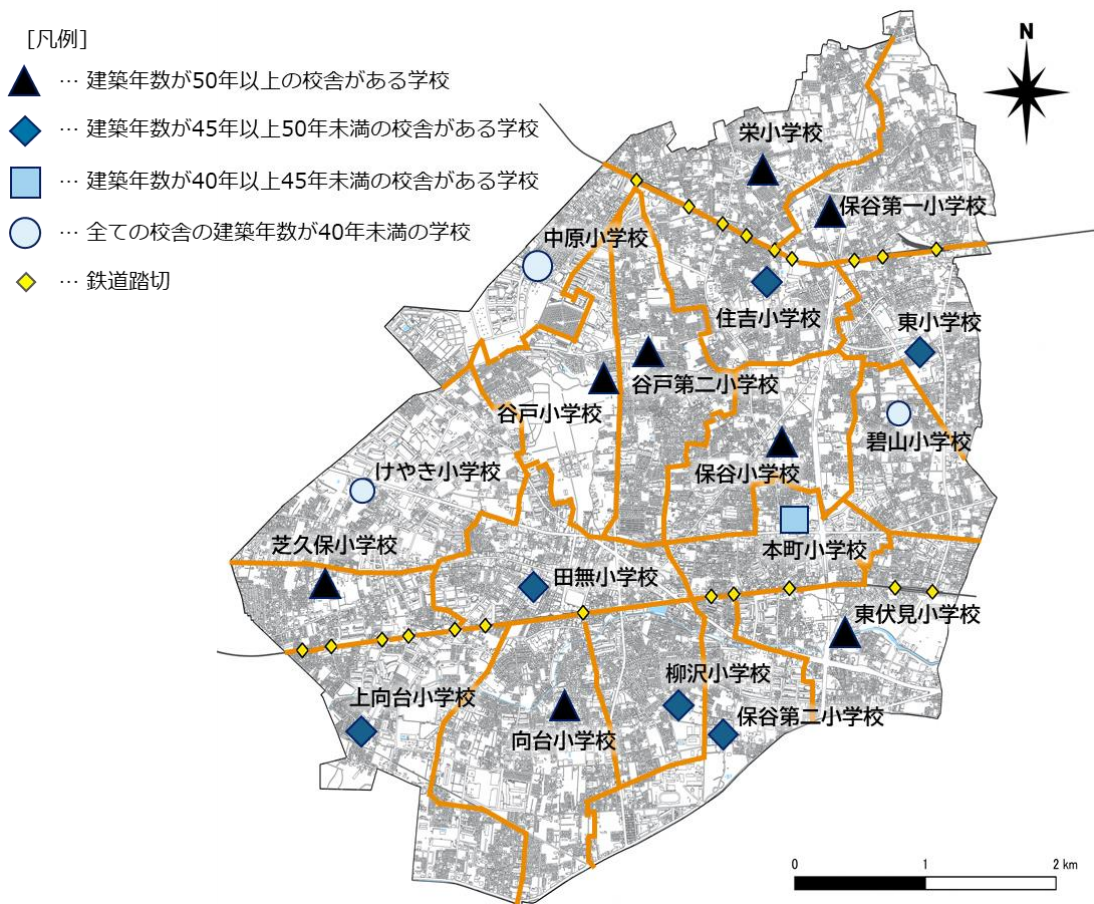 [凡例]
… 建築年数が50年以上の校舎がある学校
… 建築年数が45年以上50年未満の校舎がある学校
… 建築年数が40年以上45年未満の校舎がある学校
… 全ての校舎の建築年数が40年未満の学校
… 鉄道踏切
N
栄小学校
保谷第一小学校
中原小学校
住吉小学校
東小学校
谷戸第二小学校
谷戸小学校
碧山小学校
けやき小学校
保谷小学校
芝久保小学校
本町小学校
田無小学校
東伏見小学校
柳沢小学校
上向台小学校
保谷第二小学校
向台小学校
0 1 2 km